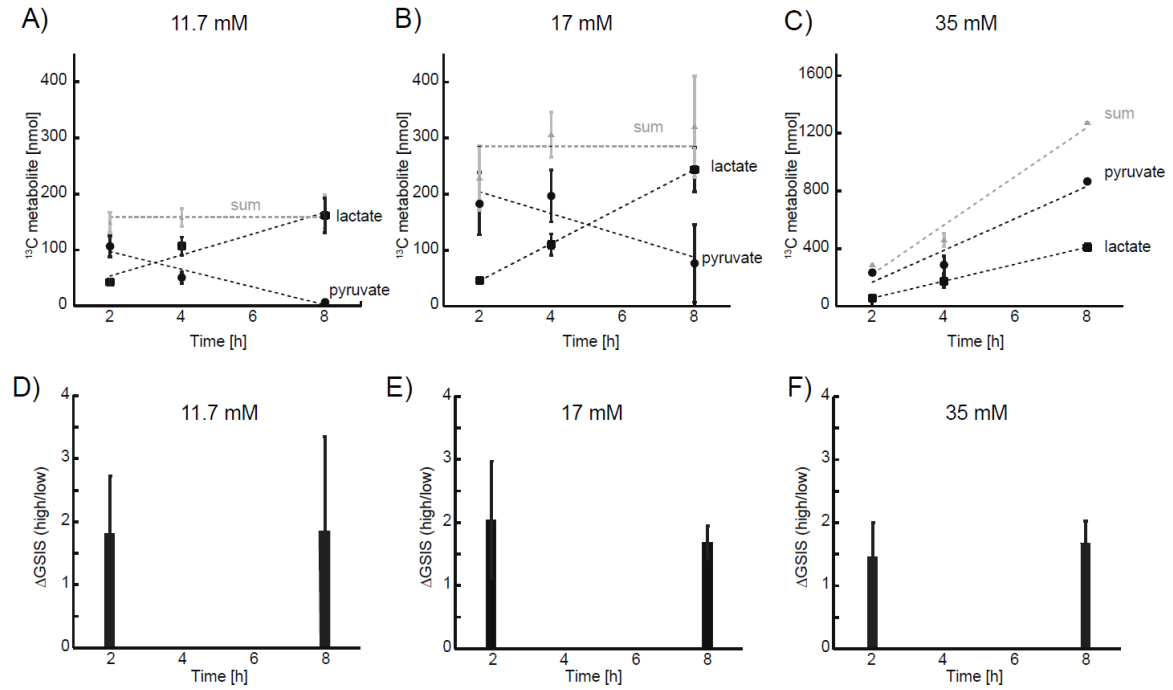 A)
11.7 mM
B)
17 mM
C)
35 mM
¹³C metabolite [nmol]
400
300
200
100
0
sum
lactate
pyruvate
2
4
6
8
Time [h]
¹³C metabolite [nmol]
400
300
200
100
0
sum
lactate
pyruvate
2
4
6
8
Time [h]
¹³C metabolite [nmol]
1600
1200
800
400
0
sum
pyruvate
lactate
2
4
6
8
Time [h]
D)
11.7 mM
E)
17 mM
F)
35 mM
ΔGSIS (high/low)
4
3
2
1
0
2
4
6
8
Time [h]
ΔGSIS (high/low)
4
3
2
1
0
2
4
6
8
Time [h]
ΔGSIS (high/low)
4
3
2
1
0
2
4
6
8
Time [h]